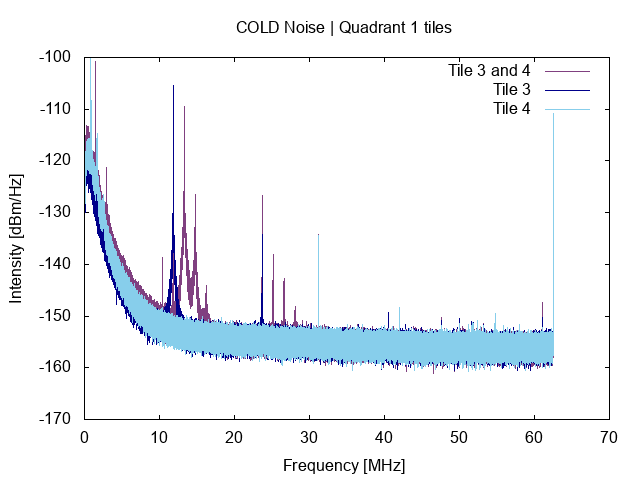 COLD Noise | Quadrant 1 tiles
Tile 3 and 4
Tile 3
Tile 4
-100
-110
-120
-130
-140
-150
-160
-170
Intensity [dBm/Hz]
0 10 20 30 40 50 60 70
Frequency [MHz]